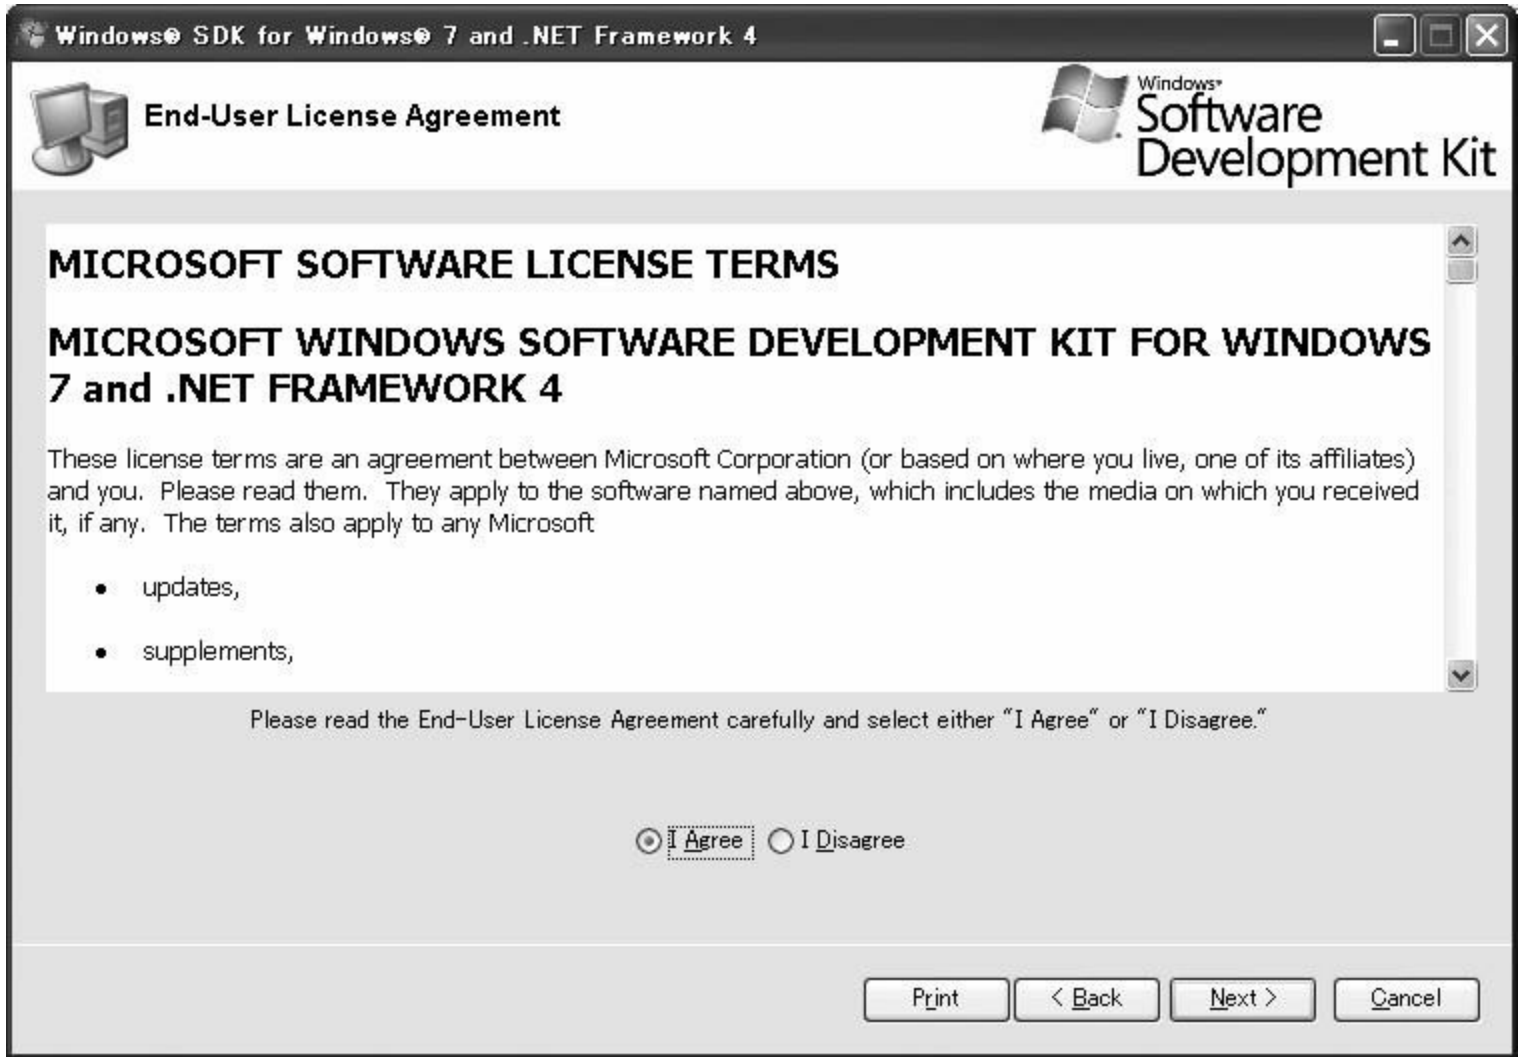 Windows® SDK for Windows® 7 and .NET Framework 4
End-User License Agreement
Windows®
Software
Development Kit
MICROSOFT SOFTWARE LICENSE TERMS
MICROSOFT WINDOWS SOFTWARE DEVELOPMENT KIT FOR WINDOWS
7 and .NET FRAMEWORK 4
These license terms are an agreement between Microsoft Corporation (or based on where you live, one of its affiliates)
and you.  Please read them.  They apply to the software named above, which includes the media on which you received
it, if any.  The terms also apply to any Microsoft
• updates,
• supplements,
Please read the End-User License Agreement carefully and select either "I Agree" or "I Disagree."
I Agree I Disagree
Print < Back Next > Cancel